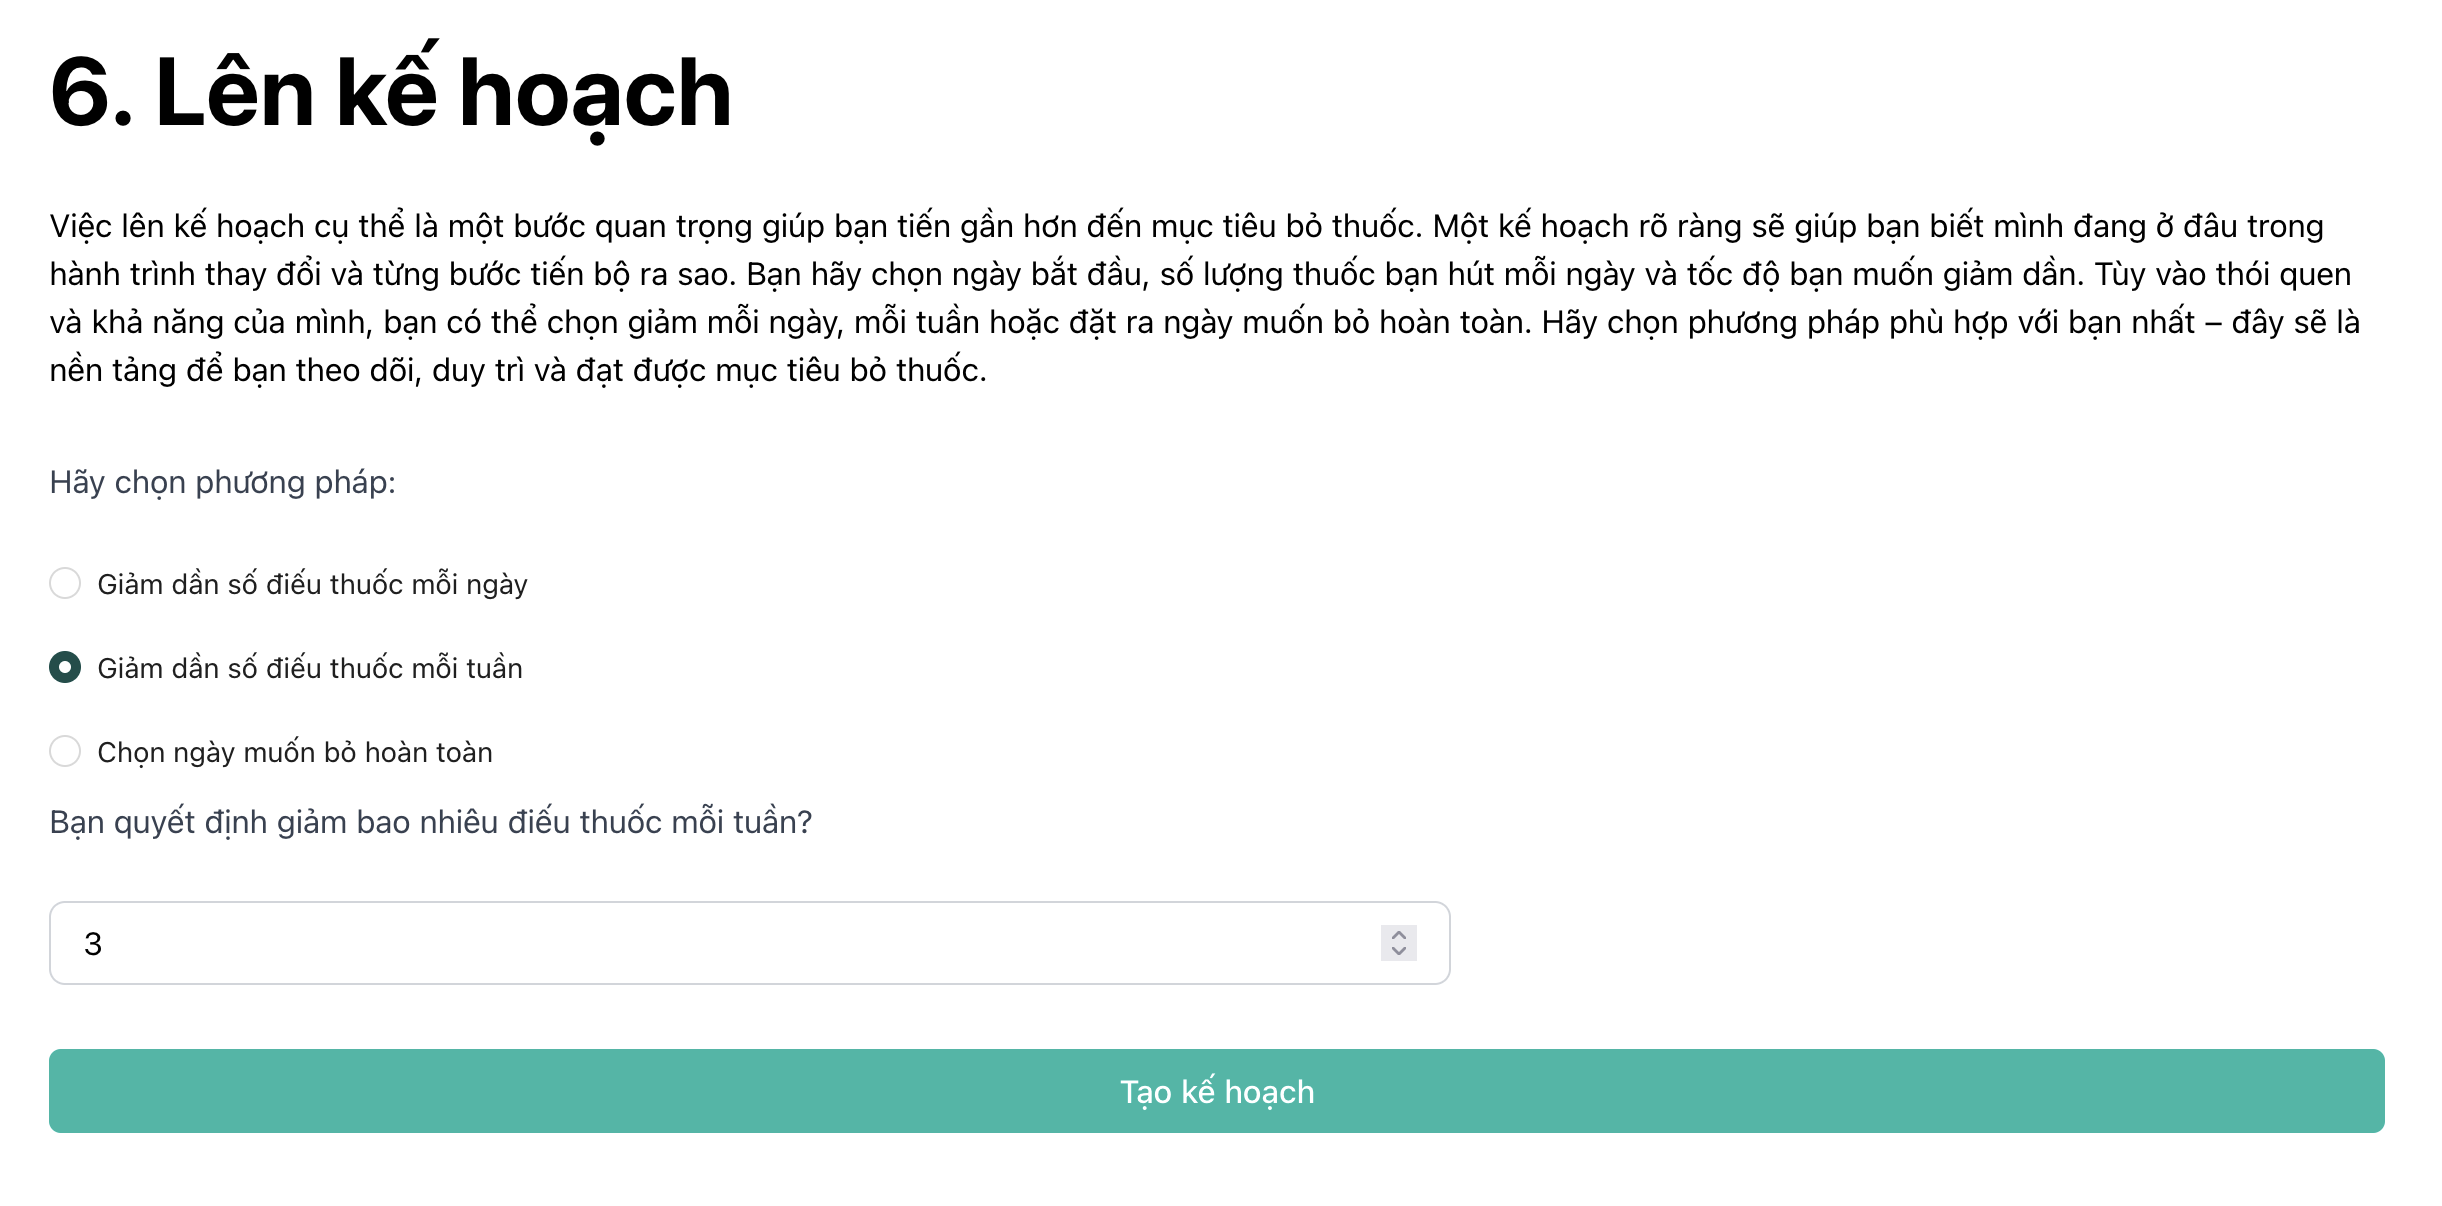 6. Lên kế hoạch
Việc lên kế hoạch cụ thể là một bước quan trọng giúp bạn tiến gần hơn đến mục tiêu bỏ thuốc. Một kế hoạch rõ ràng sẽ giúp bạn biết mình đang ở đâu trong
hành trình thay đổi và từng bước tiến bộ ra sao. Bạn hãy chọn ngày bắt đầu, số lượng thuốc bạn hút mỗi ngày và tốc độ bạn muốn giảm dần. Tùy vào thói quen
và khả năng của mình, bạn có thể chọn giảm mỗi ngày, mỗi tuần hoặc đặt ra ngày muốn bỏ hoàn toàn. Hãy chọn phương pháp phù hợp với bạn nhất – đây sẽ là
nền tảng để bạn theo dõi, duy trì và đạt được mục tiêu bỏ thuốc.
Hãy chọn phương pháp:
Giảm dần số điếu thuốc mỗi ngày
Giảm dần số điếu thuốc mỗi tuần
Chọn ngày muốn bỏ hoàn toàn
Bạn quyết định giảm bao nhiêu điếu thuốc mỗi tuần?
3
Tạo kế hoạch